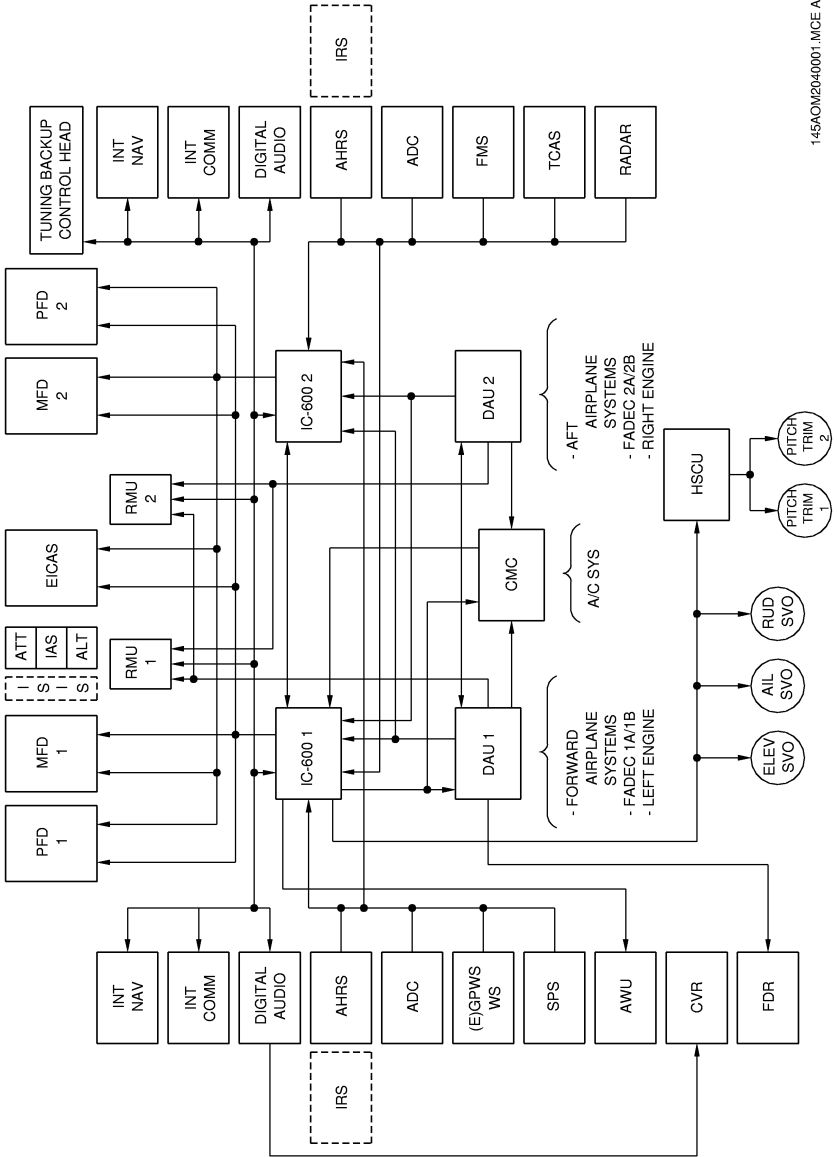 PFD
1
MFD
1
I S I S
ATT
IAS
ALT
EICAS
MFD
2
PFD
2
TUNING BACKUP
CONTROL HEAD
RMU
1
RMU
2
INT
NAV
INT
COMM
DIGITAL
AUDIO
IRS
AHRS
ADC
(E)GPWS
WS
SPS
AWU
CVR
FDR
IC-600 1
IC-600 2
INT
NAV
INT
COMM
DIGITAL
AUDIO
AHRS
IRS
ADC
FMS
TCAS
RADAR
DAU 1
CMC
DAU 2
- FORWARD
AIRPLANE
SYSTEMS
- FADEC 1A/1B
- LEFT ENGINE
A/C SYS
- AFT
AIRPLANE
SYSTEMS
- FADEC 2A/2B
- RIGHT ENGINE
HSCU
ELEV
SVO
AIL
SVO
RUD
SVO
PITCH
TRIM
1
PITCH
TRIM
2
145AOM2040001.MCE A